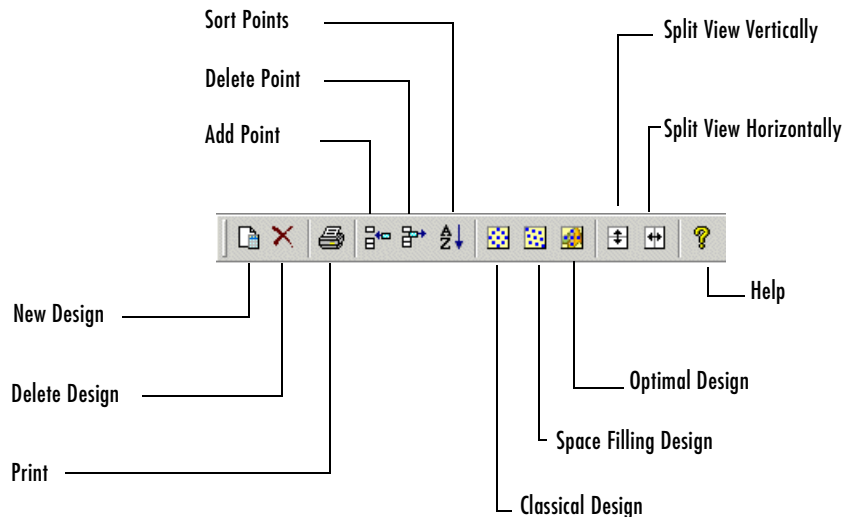 Sort Points
Split View Vertically
Delete Point
Add Point
Split View Horizontally
New Design
Help
Delete Design
Optimal Design
Space Filling Design
Print
Classical Design